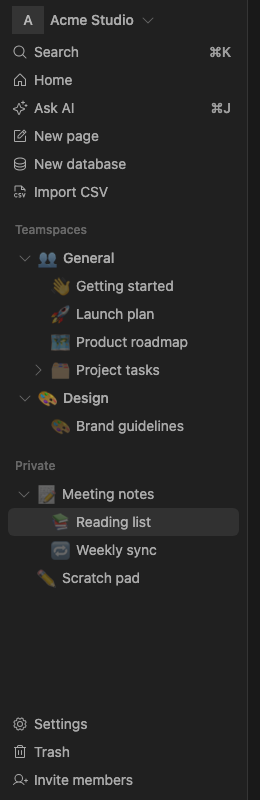 A Acme Studio
Search ⌘K
Home
Ask AI ⌘J
New page
New database
CSV Import CSV
Teamspaces
General
Getting started
Launch plan
Product roadmap
Project tasks
Design
Brand guidelines
Private
Meeting notes
Reading list
Weekly sync
Scratch pad
Settings
Trash
Invite members